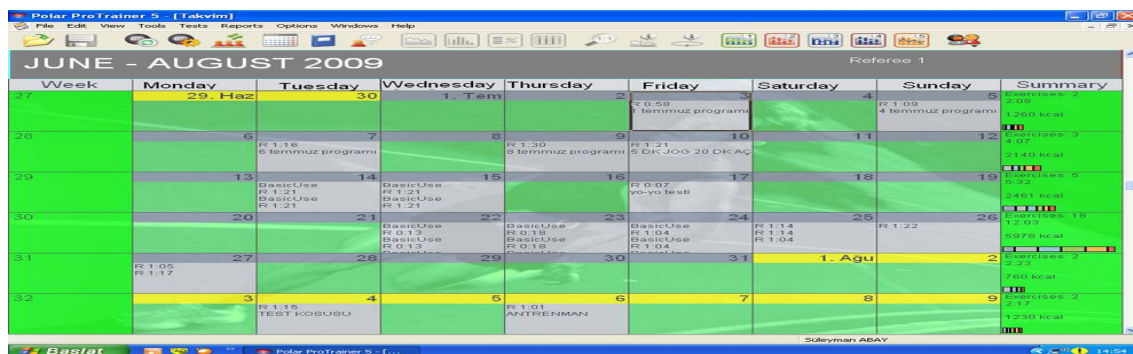 Polar ProTrainer 5 - [Takvim]
File Edit View Tools Tests Reports Options Windows Help
JUNE - AUGUST 2009 Referee 1
Week Monday Tuesday Wednesday Thursday Friday Saturday Sunday Summary
27 29. Haz 30 1. Tem 2 3 4 5 Exercises: 2
R 0:58 R 1:09 2:08
1 temmuz programı 4 temmuz programı 1260 kcal
28 6 7 8 9 10 11 12 Exercises: 3
R 1:16 R 1:30 R 1:21 4:07
6 temmuz programı 8 temmuz programı 5 DK JOG 20 DK AÇ 2140 kcal
29 13 14 15 16 17 18 19 Exercises: 5
BasicUse BasicUse R 0:07 5:32
R 1:21 R 1:21 yo-yo testi
BasicUse BasicUse 2461 kcal
R 1:21 R 1:21
30 20 21 22 23 24 25 26 Exercises: 18
BasicUse BasicUse BasicUse R 1:14 R 1:22 12:03
R 0:13 R 0:18 R 1:04 R 1:14
BasicUse BasicUse BasicUse R 1:04 5978 kcal
R 0:13 R 0:18 R 1:04
31 27 28 29 30 31 1. Ağu 2 Exercises: 2
R 1:05 2:23
R 1:17 760 kcal
32 3 4 5 6 7 8 9 Exercises: 2
R 1:15 R 1:01 2:17
TEST KOSUSU ANTRENMAN 1230 kcal
Süleyman ABAY
Başlat Polar ProTrainer 5 - [... 14:54